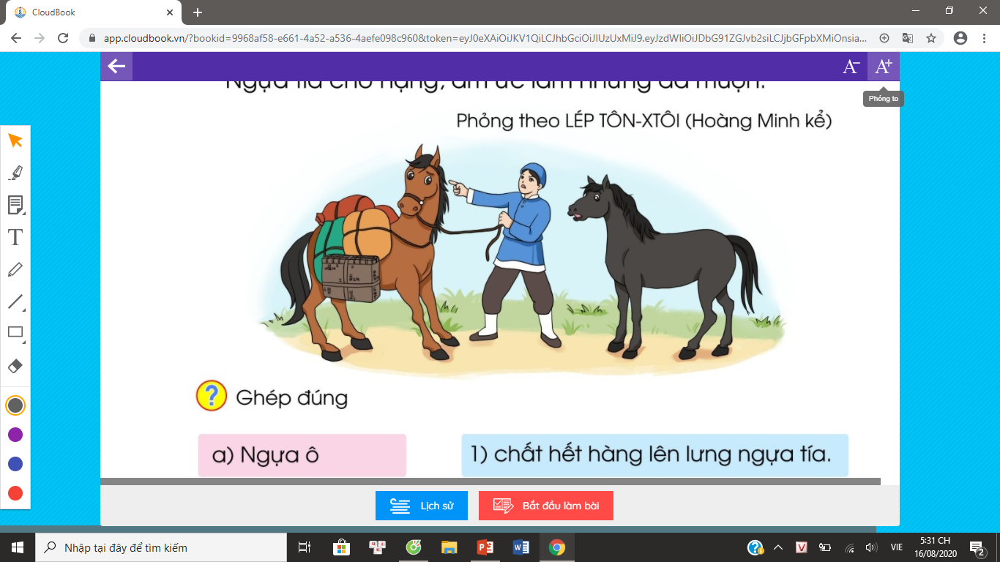 CloudBook
app.cloudbook.vn/?bookid=9968af58-e661-4a52-a536-4aefe098c960&token=eyJ0eXAiOiJKV1QiLCJhbGciOiJIUzUxMiJ9.eyJzdWIiOiJDbG91ZGJvb2siLCJjbGFpbXMiOnsia...
A- A+
Phóng to
Phỏng theo LÉP TÔN-XTÔI (Hoàng Minh kể)
T
? Ghép đúng
a) Ngựa ô
1) chất hết hàng lên lưng ngựa tía.
Lịch sử
Bắt đầu làm bài
Nhập tại đây để tìm kiếm
VIE
5:31 CH
16/08/2020
2